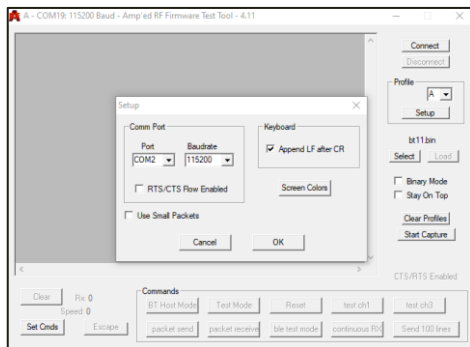 A - COM19: 115200 Baud - Amp'ed RF Firmware Test Tool - 4.11
Connect
Disconnect
Profile
A
Setup
bt11.bin
Select Load
Binary Mode
Stay On Top
Clear Profiles
Start Capture
CTS/RTS Enabled
Setup
Comm Port
Port Baudrate
COM2 115200
RTS/CTS Flow Enabled
Use Small Packets
Keyboard
Append LF after CR
Screen Colors
Cancel OK
Clear Rx: 0
Speed: 0
Set Cmds Escape
Commands
BT Host Mode Test Mode Reset test ch1 test ch3
packet send packet receive ble test mode continuous RX Send 100 lines